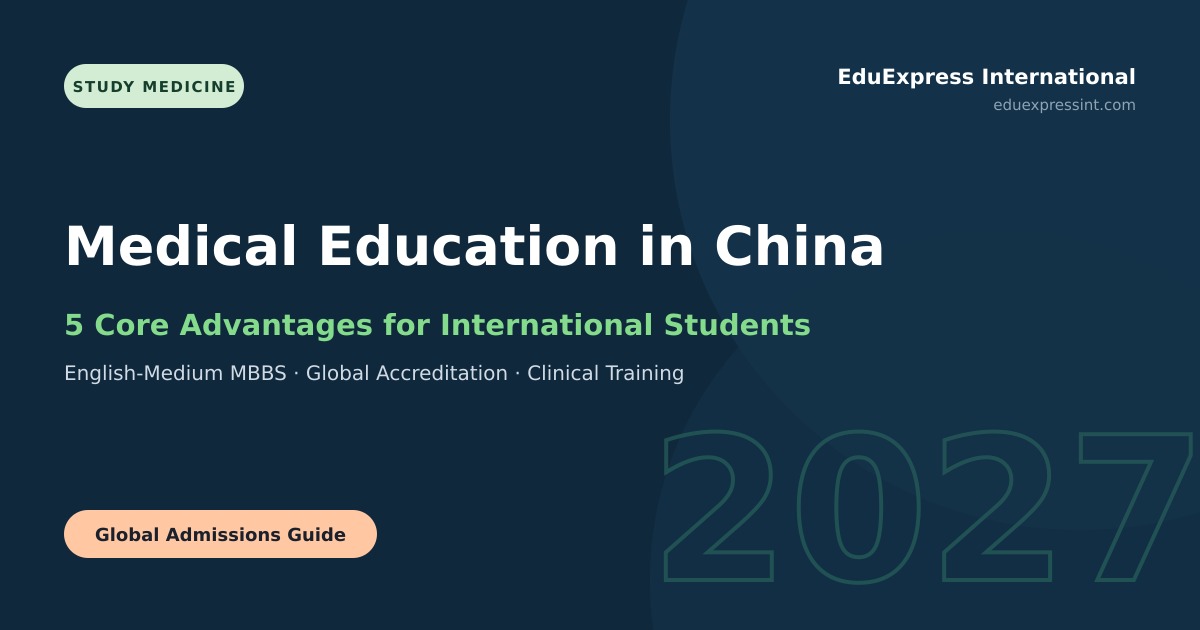 STUDY MEDICINE
EduExpress International
eduexpressint.com
Medical Education in China
5 Core Advantages for International Students
English-Medium MBBS · Global Accreditation · Clinical Training
2027
Global Admissions Guide